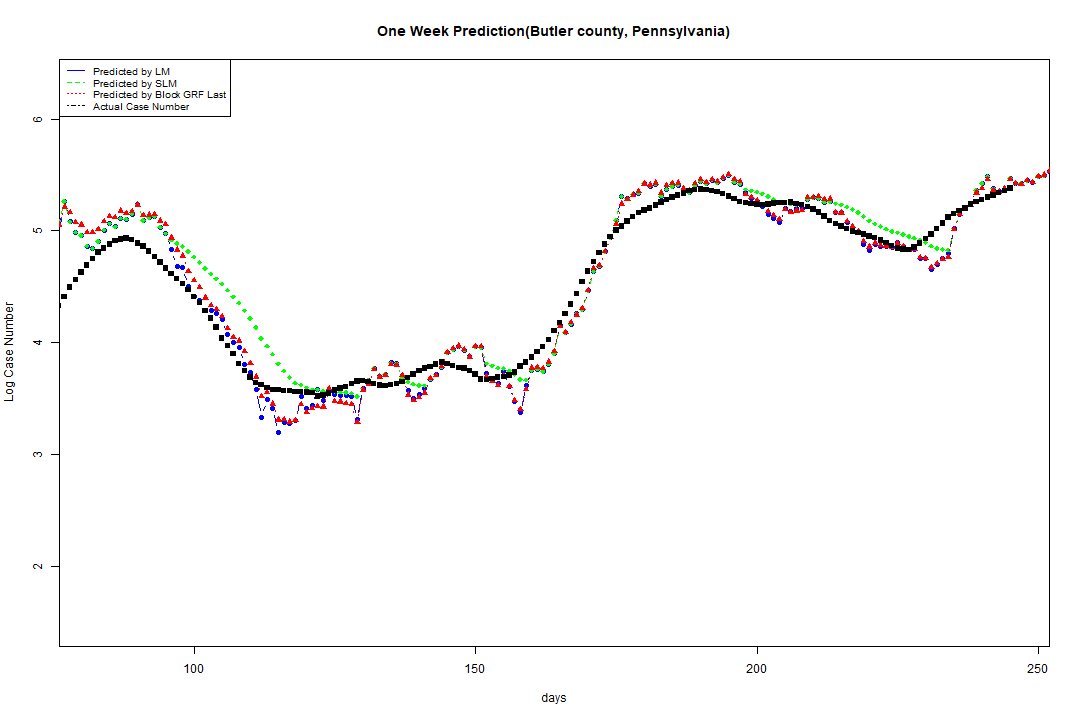 One Week Prediction(Butler county, Pennsylvania)
Predicted by LM
Predicted by SLM
Predicted by Block GRF Last
Actual Case Number
Log Case Number
6
5
4
3
2
100 150 200 250
days